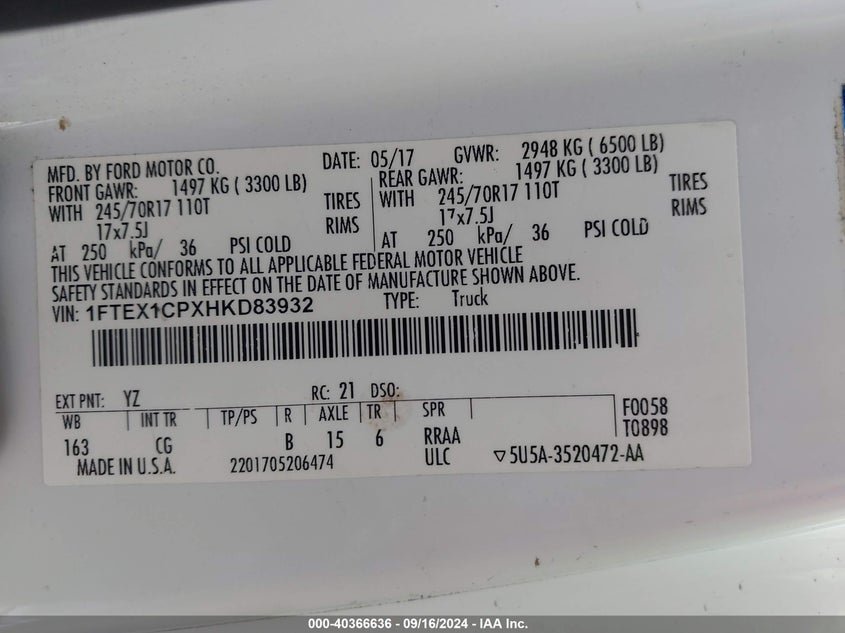 MFD. BY FORD MOTOR CO. DATE: 05/17 GVWR: 2948 KG ( 6500 LB)
FRONT GAWR: 1497 KG ( 3300 LB) REAR GAWR: 1497 KG ( 3300 LB)
WITH 245/70R17 110T TIRES WITH 245/70R17 110T TIRES
17x7.5J RIMS 17x7.5J RIMS
AT 250 kPa/ 36 PSI COLD AT 250 kPa/ 36 PSI COLD
THIS VEHICLE CONFORMS TO ALL APPLICABLE FEDERAL MOTOR VEHICLE
SAFETY STANDARDS IN EFFECT ON THE DATE OF MANUFACTURE SHOWN ABOVE.
VIN: 1FTEX1CPXHKD83932 TYPE: Truck
EXT PNT: YZ RC: 21 DSO:
WB INT TR TP/PS R AXLE TR SPR F0058
163 CG B 15 6 RRAA T0898
MADE IN U.S.A. 2201705206474 ULC ▽5U5A-3520472-AA
000-40366636 - 09/16/2024 - IAA Inc.